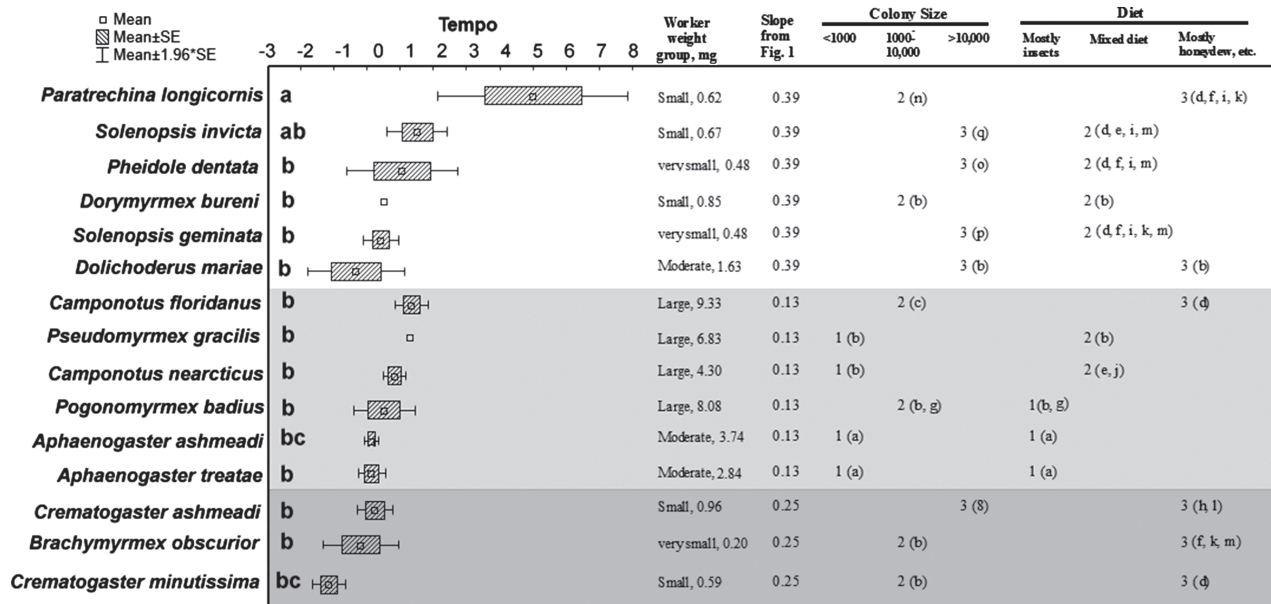 Mean
Mean±SE
Mean±1.96*SE
Tempo
-3 -2 -1 0 1 2 3 4 5 6 7 8
Worker weight group, mg
Slope from Fig. 1
Colony Size
<1000 1000-10,000 >10,000
Diet
Mostly insects Mixed diet Mostly honeydew, etc.
Paratrechina longicornis a Small, 0.62 0.39 2 (n) 3 (d, f, i, k)
Solenopsis invicta ab Small, 0.67 0.39 3 (q) 2 (d, e, i, m)
Pheidole dentata b very small, 0.48 0.39 3 (o) 2 (d, f, i, m)
Dorymyrmex bureni b Small, 0.85 0.39 2 (b) 2 (b)
Solenopsis geminata b very small, 0.48 0.39 3 (p) 2 (d, f, i, k, m)
Dolichoderus mariae b Moderate, 1.63 0.39 3 (b) 3 (b)
Camponotus floridanus b Large, 9.33 0.13 2 (c) 3 (d)
Pseudomyrmex gracilis b Large, 6.83 0.13 1 (b) 2 (b)
Camponotus nearcticus b Large, 4.30 0.13 1 (b) 2 (e, j)
Pogonomyrmex badius b Large, 8.08 0.13 2 (b, g) 1 (b, g)
Aphaenogaster ashmeadi bc Moderate, 3.74 0.13 1 (a) 1 (a)
Aphaenogaster treatae b Moderate, 2.84 0.13 1 (a) 1 (a)
Crematogaster ashmeadi b Small, 0.96 0.25 3 (8) 3 (h, l)
Brachymyrmex obscurior b very small, 0.20 0.25 2 (b) 3 (f, k, m)
Crematogaster minutissima bc Small, 0.59 0.25 2 (b) 3 (d)